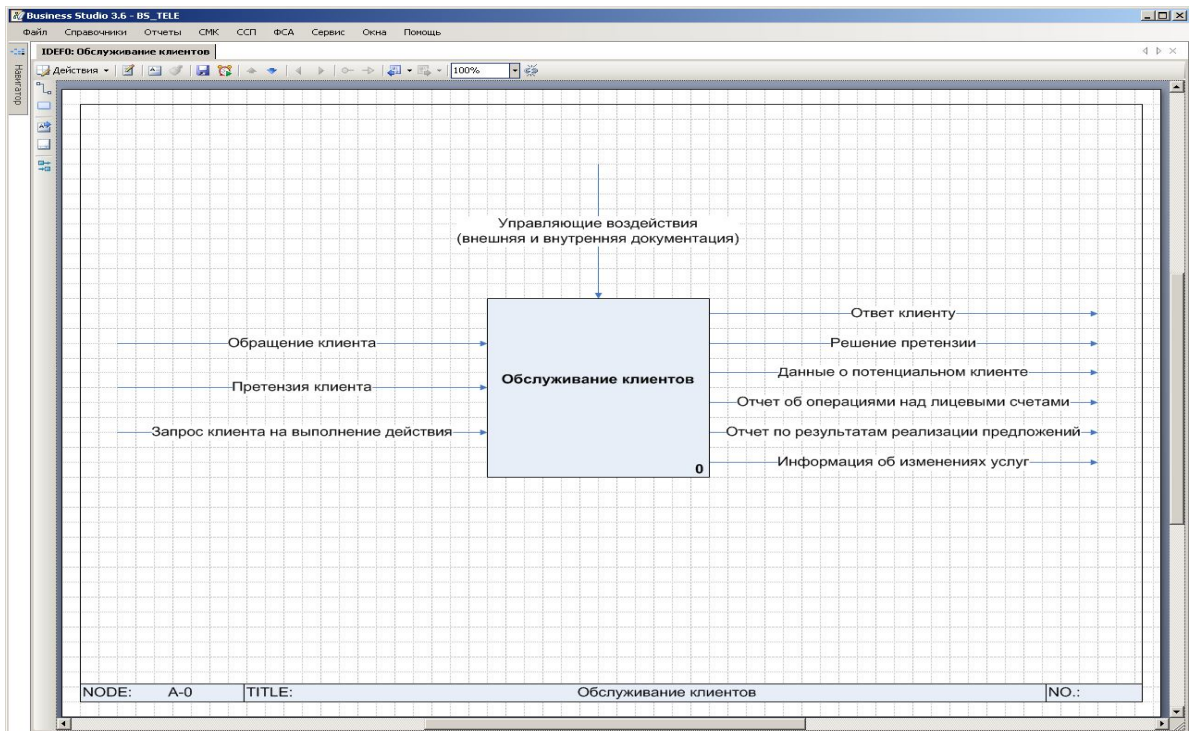 Business Studio 3.6 - BS_TELE
Файл Справочники Отчеты СМК ССП ФСА Сервис Окна Помощь
IDEF0: Обслуживание клиентов
Навигатор
Действия 100%
Управляющие воздействия
(внешняя и внутренняя документация)
Обращение клиента
Претензия клиента
Запрос клиента на выполнение действия
Обслуживание клиентов
0
Ответ клиенту
Решение претензии
Данные о потенциальном клиенте
Отчет об операциями над лицевыми счетами
Отчет по результатам реализации предложений
Информация об изменениях услуг
NODE: A-0 TITLE: Обслуживание клиентов NO.: